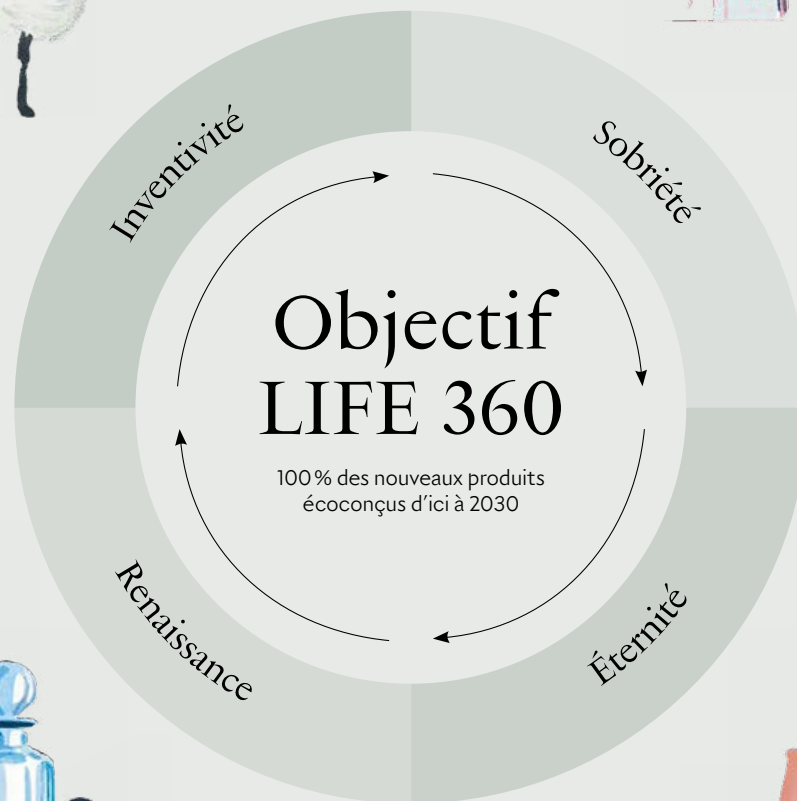 Inventivité
Sobriété
Objectif
LIFE 360
100 % des nouveaux produits
écoconçus d’ici à 2030
Renaissance
Éternité